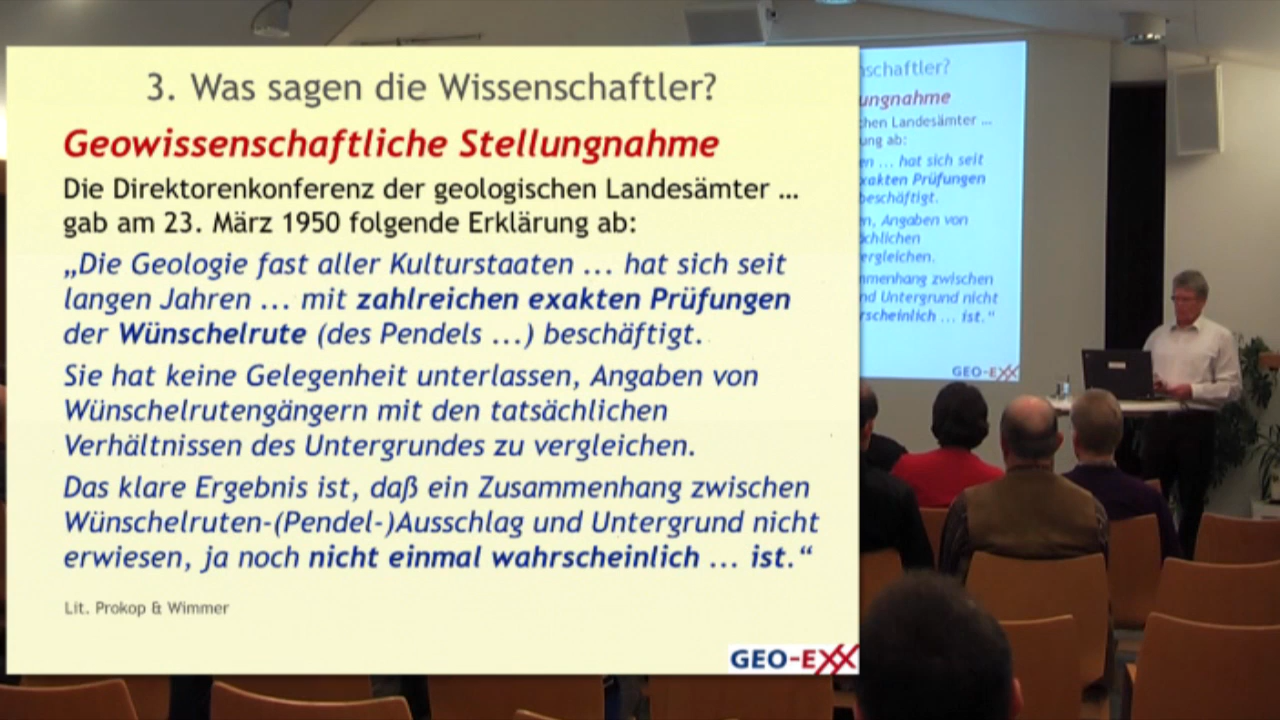 3. Was sagen die Wissenschaftler?
Geowissenschaftliche Stellungnahme
Die Direktorenkonferenz der geologischen Landesämter ...
gab am 23. März 1950 folgende Erklärung ab:
„Die Geologie fast aller Kulturstaaten ... hat sich seit
langen Jahren ... mit zahlreichen exakten Prüfungen
der Wünschelrute (des Pendels ...) beschäftigt.
Sie hat keine Gelegenheit unterlassen, Angaben von
Wünschelrutengängern mit den tatsächlichen
Verhältnissen des Untergrundes zu vergleichen.
Das klare Ergebnis ist, daß ein Zusammenhang zwischen
Wünschelruten-(Pendel-)Ausschlag und Untergrund nicht
erwiesen, ja noch nicht einmal wahrscheinlich ... ist.“
Lit. Prokop & Wimmer
GEO-EXX
nschaftler?
ungnahme
chen Landesämter ...
ung ab:
en ... hat sich seit
xakten Prüfungen
beschäftigt.
en, Angaben von
ächlichen
ergleichen.
mmenhang zwischen
nd Untergrund nicht
rscheinlich ... ist.“
GEO-EXX